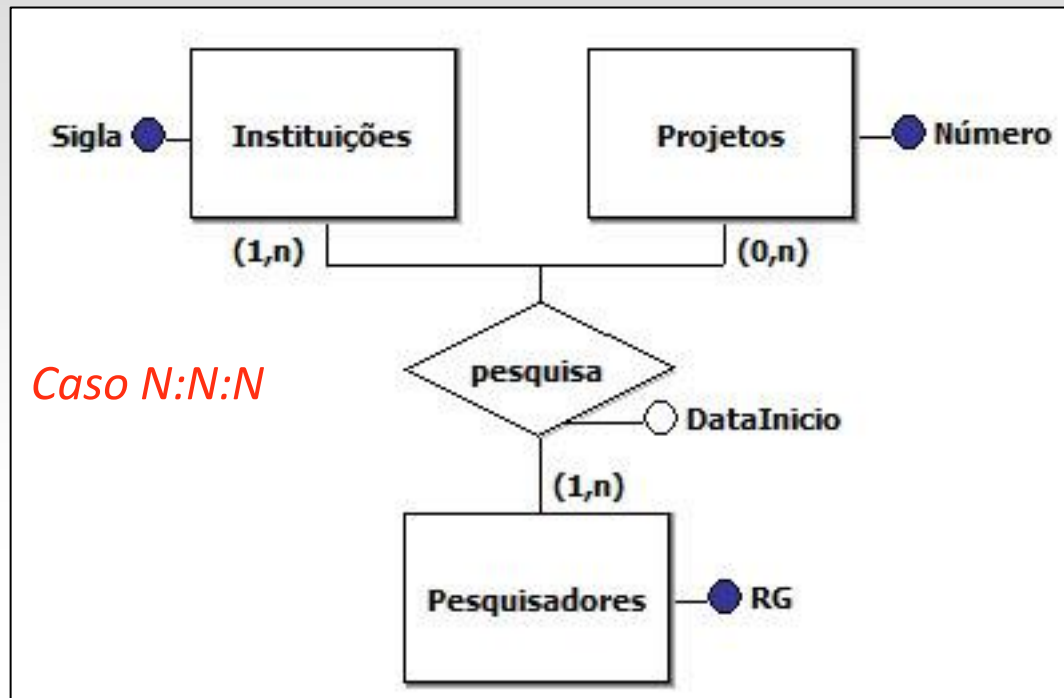 Sigla
Instituições
Projetos
Número
(1,n)
(0,n)
pesquisa
Caso N:N:N
DataInicio
(1,n)
Pesquisadores
RG